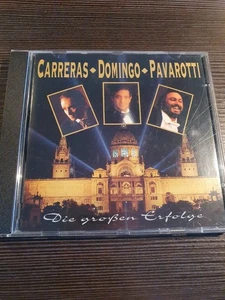 CARRERAS ◆ DOMINGO ◆ PAVAROTTI
Die großen Erfolge